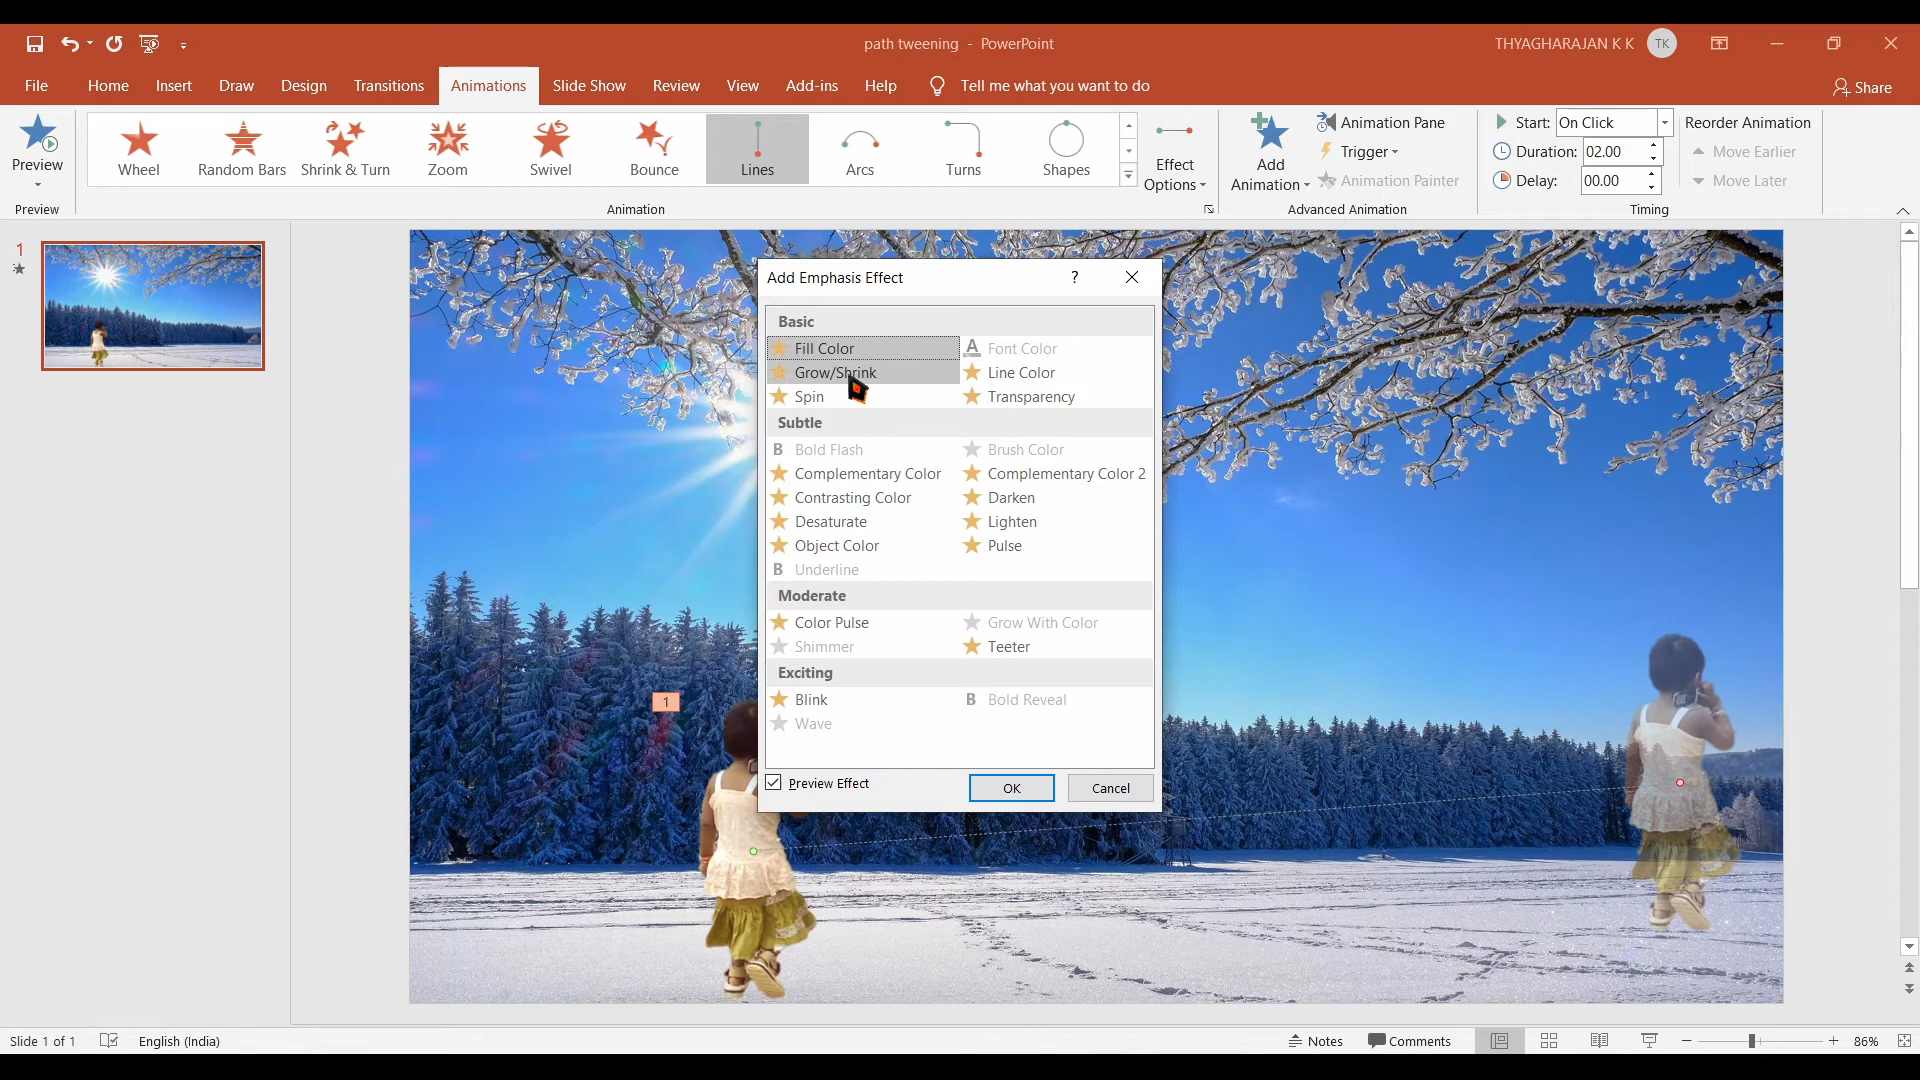 path tweening - PowerPoint
THYAGHARAJAN K K TK
File Home Insert Draw Design Transitions Animations Slide Show Review View Add-ins Help Tell me what you want to do Share
Preview
Wheel Random Bars Shrink & Turn Zoom Swivel Bounce Lines Arcs Turns Shapes
Effect Options
Add Animation
Animation Pane
Trigger
Animation Painter
Start: On Click
Duration: 02.00
Delay: 00.00
Reorder Animation
Move Earlier
Move Later
Preview Animation Advanced Animation Timing
1
Add Emphasis Effect ?
Basic
Fill Color A Font Color
Grow/Shrink Line Color
Spin Transparency
Subtle
B Bold Flash Brush Color
Complementary Color Complementary Color 2
Contrasting Color Darken
Desaturate Lighten
Object Color Pulse
B Underline
Moderate
Color Pulse Grow With Color
Shimmer Teeter
Exciting
Blink B Bold Reveal
Wave
Preview Effect OK Cancel
1
Slide 1 of 1 English (India) Notes Comments 86%